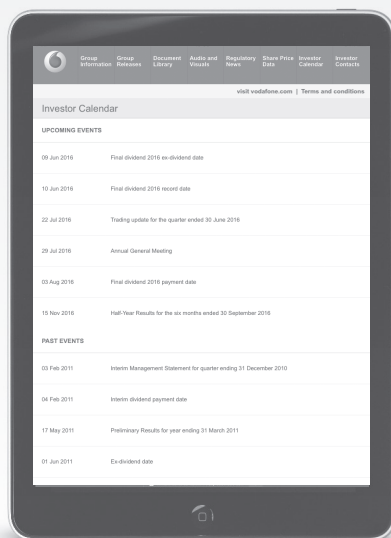 Group Information
Group Releases
Document Library
Audio and Visuals
Regulatory News
Share Price Data
Investor Calendar
Investor Contacts
visit vodafone.com | Terms and conditions
Investor Calendar
UPCOMING EVENTS
09 Jun 2016 Final dividend 2016 ex-dividend date
10 Jun 2016 Final dividend 2016 record date
22 Jul 2016 Trading update for the quarter ended 30 June 2016
29 Jul 2016 Annual General Meeting
03 Aug 2016 Final dividend 2016 payment date
15 Nov 2016 Half-Year Results for the six months ended 30 September 2016
PAST EVENTS
03 Feb 2011 Interim Management Statement for quarter ending 31 December 2010
04 Feb 2011 Interim dividend payment date
17 May 2011 Preliminary Results for year ending 31 March 2011
01 Jun 2011 Ex-dividend date